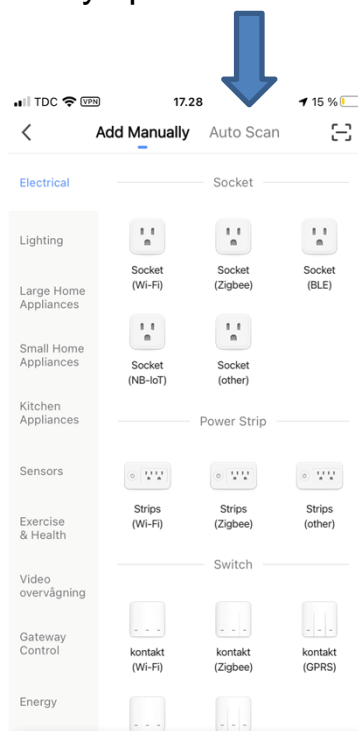 TDC VPN 17.28 15 %
Add Manually Auto Scan
Electrical
Lighting
Large Home
Appliances
Small Home
Appliances
Kitchen
Appliances
Sensors
Exercise
& Health
Video
overvågning
Gateway
Control
Energy
Socket
Socket
(Wi-Fi)
Socket
(Zigbee)
Socket
(BLE)
Socket
(NB-IoT)
Socket
(other)
Power Strip
Strips
(Wi-Fi)
Strips
(Zigbee)
Strips
(other)
Switch
kontakt
(Wi-Fi)
kontakt
(Zigbee)
kontakt
(GPRS)